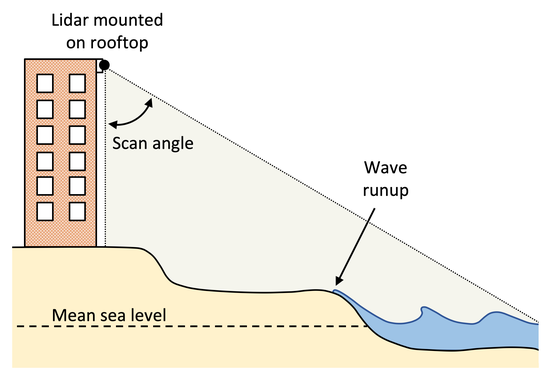 Lidar mounted
on rooftop
Scan angle
Wave
runup
Mean sea level